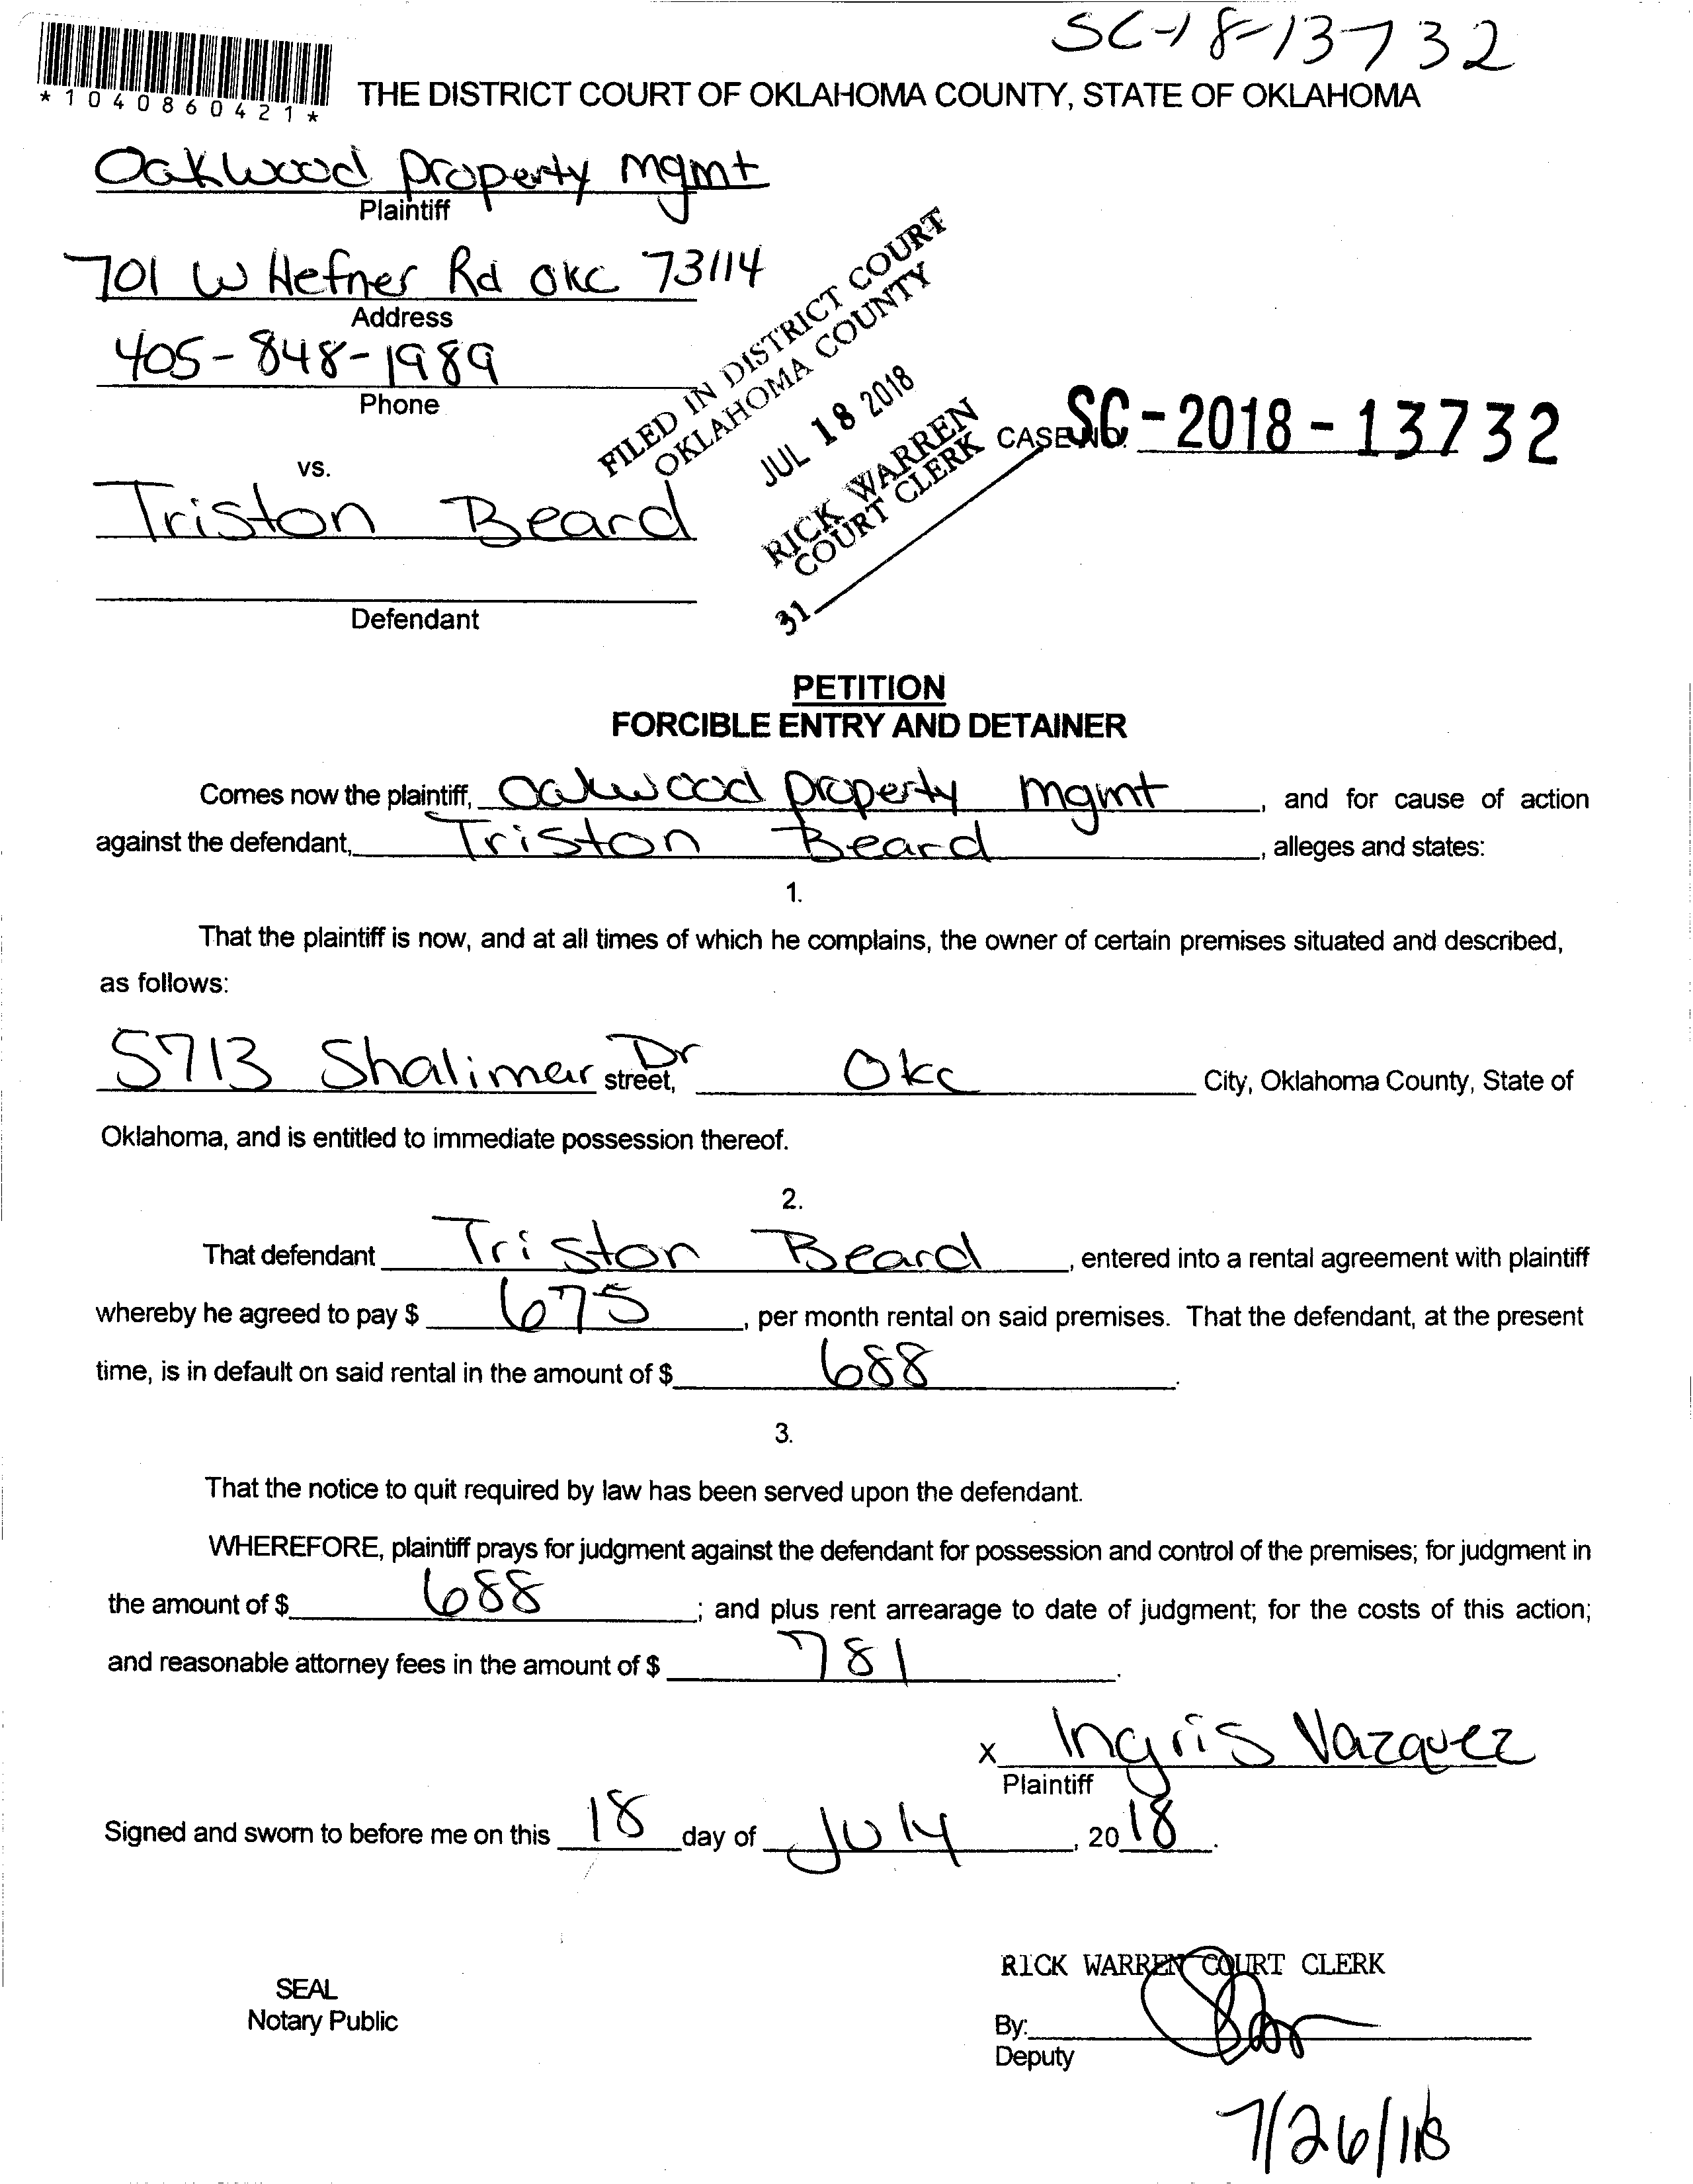 SC-18-13732
*1040860421*
THE DISTRICT COURT OF OKLAHOMA COUNTY, STATE OF OKLAHOMA
Oakwood property mgmt
Plaintiff
701 W Hefner Rd OKC 73114
Address
405-848-1989
Phone
FILED IN DISTRICT COURT
OKLAHOMA COUNTY
JUL 18 2018
RICK WARREN
COURT CLERK
31
CASE NO. SC-2018-13732
vs.
Triston Beard
Defendant
PETITION
FORCIBLE ENTRY AND DETAINER
Comes now the plaintiff, Oakwood property mgmt, and for cause of action
against the defendant, Triston Beard, alleges and states:
1.
That the plaintiff is now, and at all times of which he complains, the owner of certain premises situated and described,
as follows:
5713 Shalimar Dr street, Okc City, Oklahoma County, State of
Oklahoma, and is entitled to immediate possession thereof.
2.
That defendant Triston Beard, entered into a rental agreement with plaintiff
whereby he agreed to pay $ 675, per month rental on said premises. That the defendant, at the present
time, is in default on said rental in the amount of $ 688.
3.
That the notice to quit required by law has been served upon the defendant.
WHEREFORE, plaintiff prays for judgment against the defendant for possession and control of the premises; for judgment in
the amount of $ 688; and plus rent arrearage to date of judgment; for the costs of this action;
and reasonable attorney fees in the amount of $ 781.
x Ingris Vazquez
Plaintiff
Signed and sworn to before me on this 18 day of July, 2018.
RICK WARREN COURT CLERK
SEAL
Notary Public
By:
Deputy
7/26/18